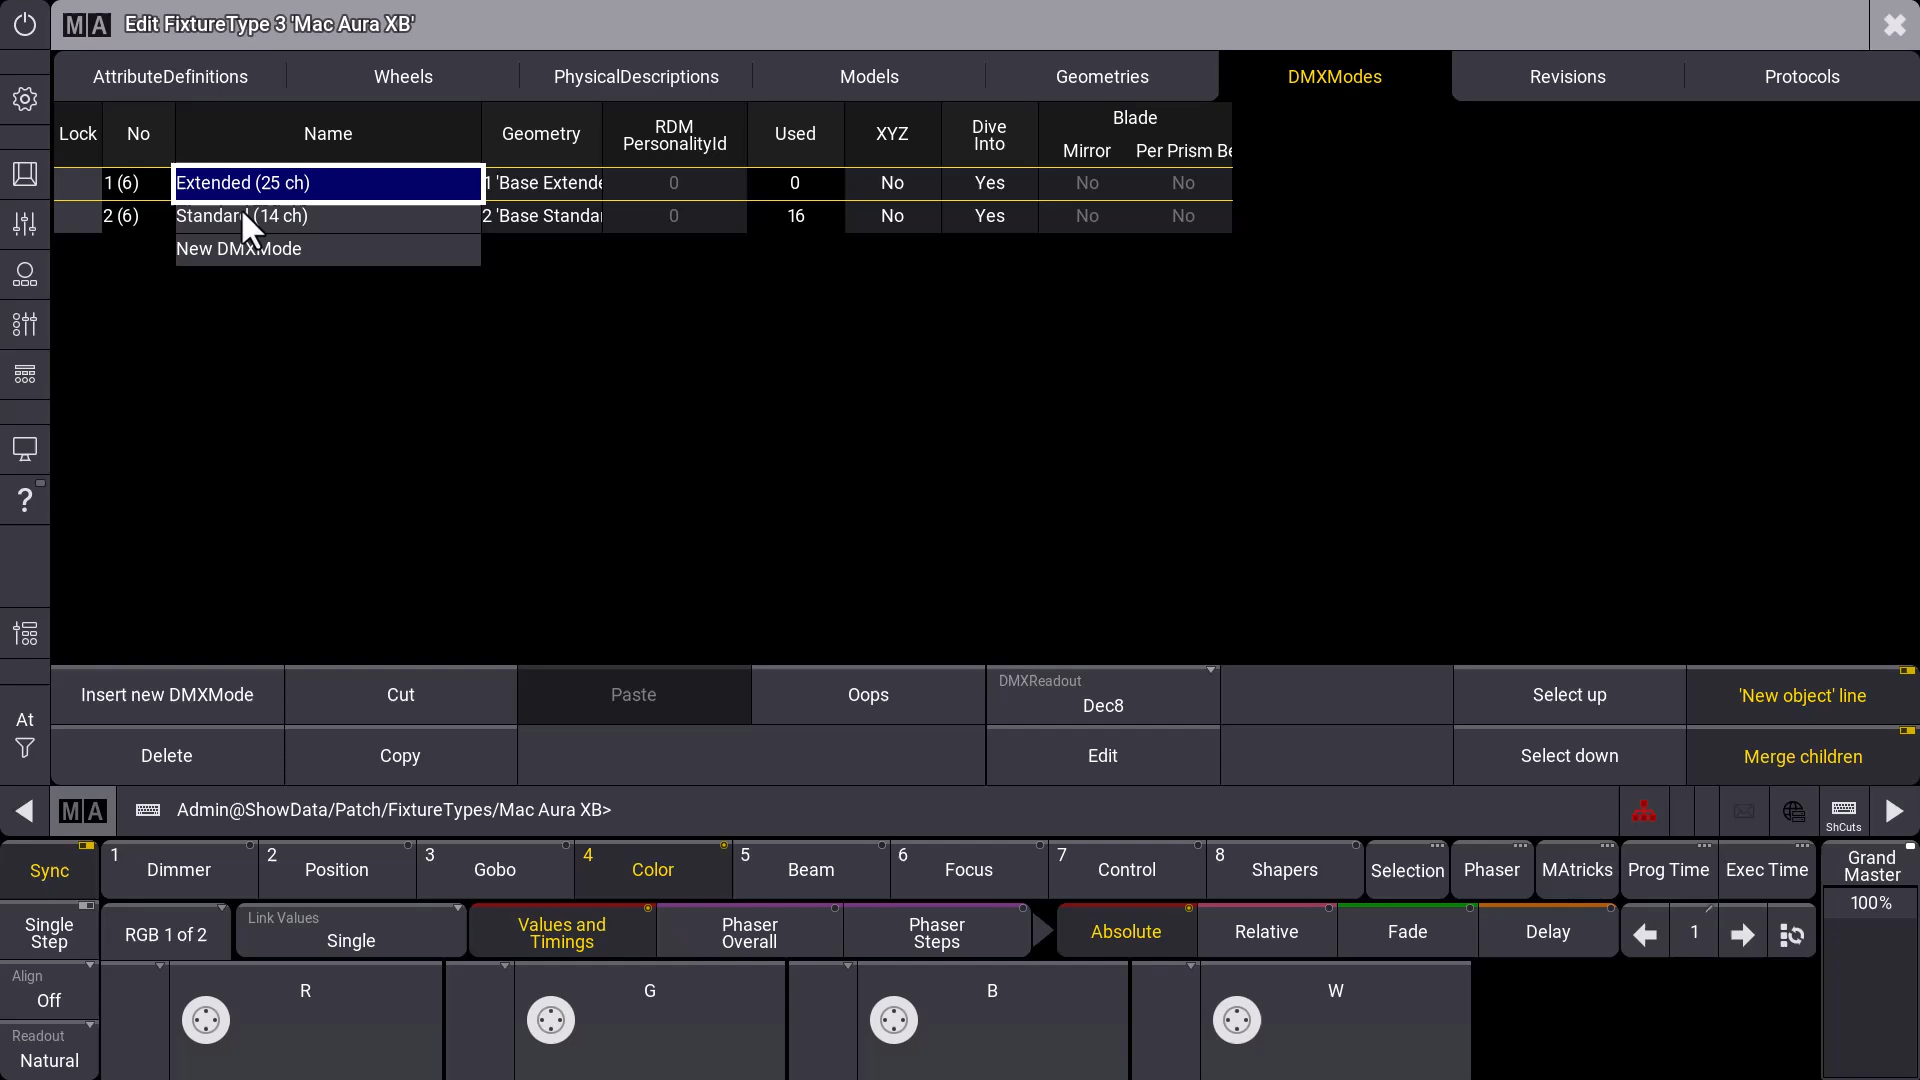 MA Edit FixtureType 3 'Mac Aura XB'
AttributeDefinitions Wheels PhysicalDescriptions Models Geometries DMXModes Revisions Protocols
Lock No Name Geometry RDM PersonalityId Used XYZ Dive Into Blade
Mirror Per Prism Be
1 (6) Extended (25 ch) 1 'Base Extende 0 0 No Yes No No
2 (6) Standard (14 ch) 2 'Base Standar 0 16 No Yes No No
New DMXMode
Insert new DMXMode Cut Paste Oops DMXReadout Dec8 Select up 'New object' line
Delete Copy Edit Select down Merge children
At
MA Admin@ShowData/Patch/FixtureTypes/Mac Aura XB> ShCuts
Sync 1 Dimmer 2 Position 3 Gobo 4 Color 5 Beam 6 Focus 7 Control 8 Shapers Selection Phaser MAtricks Prog Time Exec Time Grand Master
100%
Single Step RGB 1 of 2 Link Values Single Values and Timings Phaser Overall Phaser Steps Absolute Relative Fade Delay 1
Align Off R G B W
Readout Natural
?